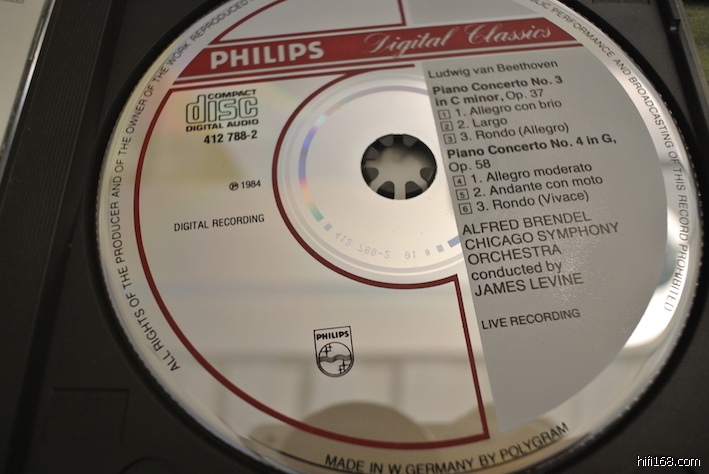 PHILIPS Digital Classics
COMPACT
disc
DIGITAL AUDIO
412 788-2
℗ 1984
DIGITAL RECORDING
PHILIPS
Ludwig van Beethoven
Piano Concerto No. 3
in C minor, Op. 37
1 1. Allegro con brio
2 2. Largo
3 3. Rondo (Allegro)
Piano Concerto No. 4 in G,
Op. 58
4 1. Allegro moderato
5 2. Andante con moto
6 3. Rondo (Vivace)
ALFRED BRENDEL
CHICAGO SYMPHONY
ORCHESTRA
conducted by
JAMES LEVINE
LIVE RECORDING
ALL RIGHTS OF THE PRODUCER AND OF THE OWNER OF THE WORK REPRODUCED
PUBLIC PERFORMANCE AND BROADCASTING OF THIS RECORD PROHIBITED
MADE IN W GERMANY BY POLYGRAM
hifi168.com